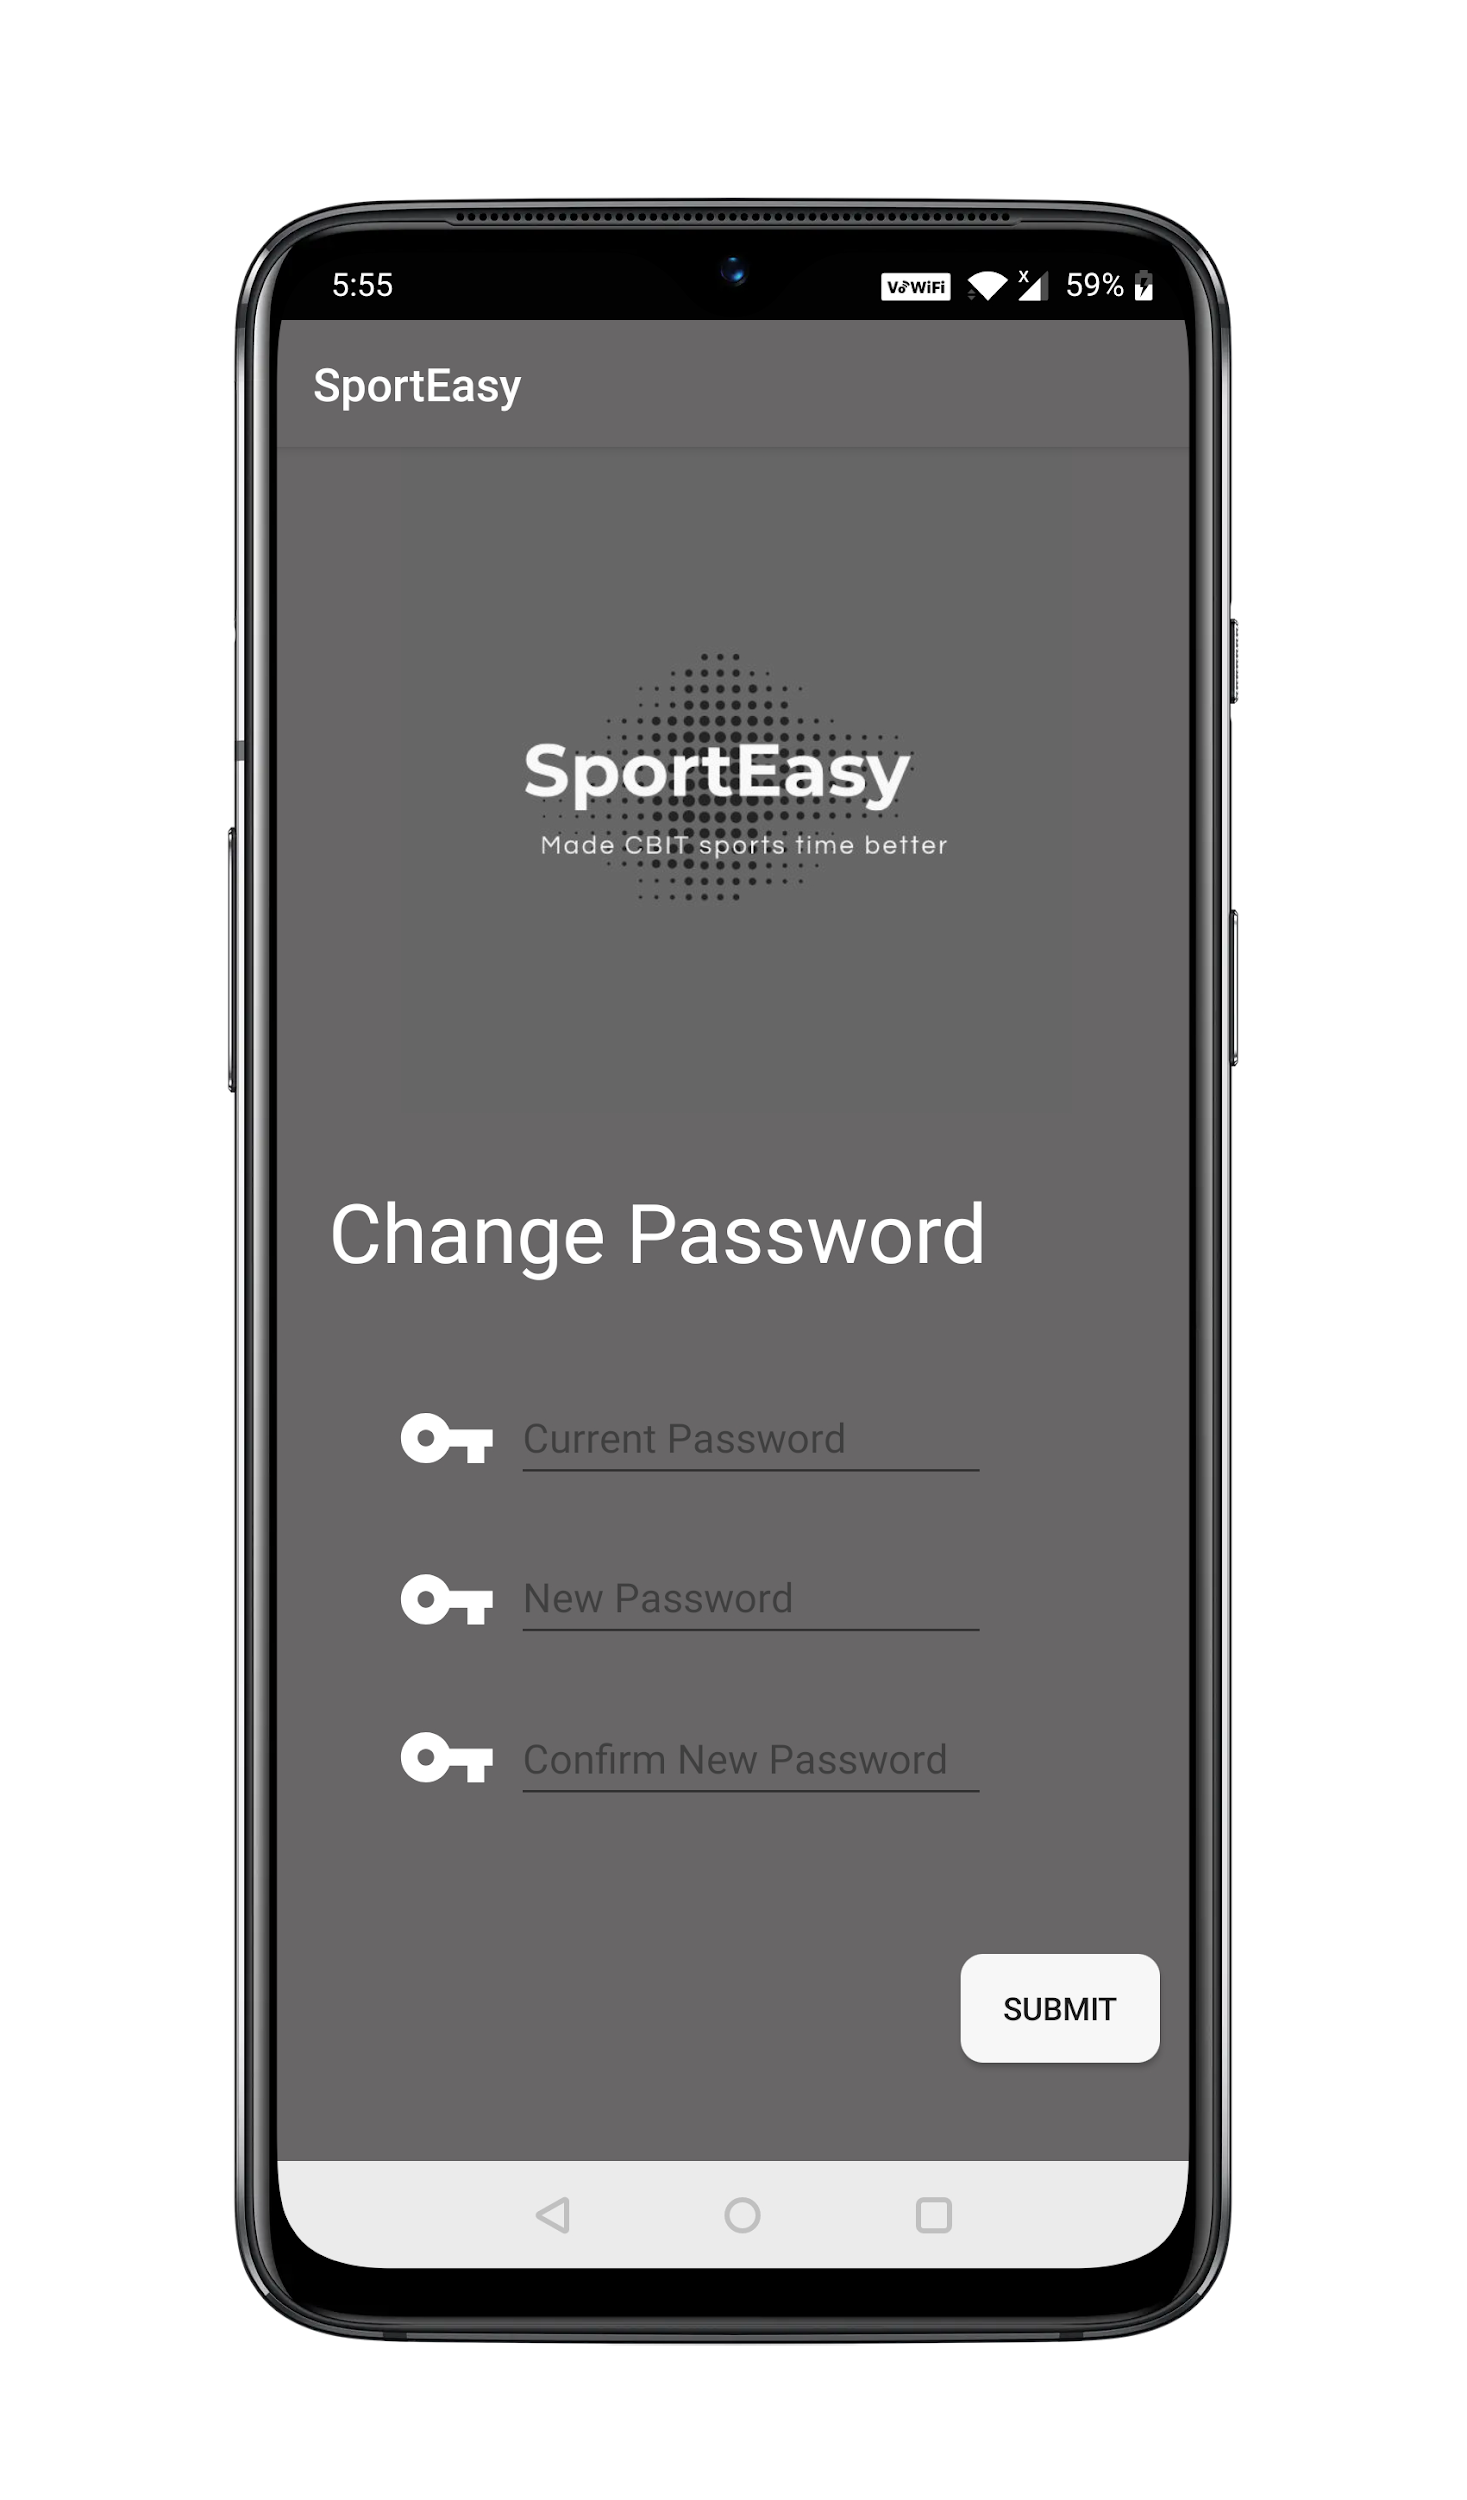 5:55 VoWiFi 59%
SportEasy
SportEasy
Made CBIT sports time better
Change Password
Current Password
New Password
Confirm New Password
SUBMIT